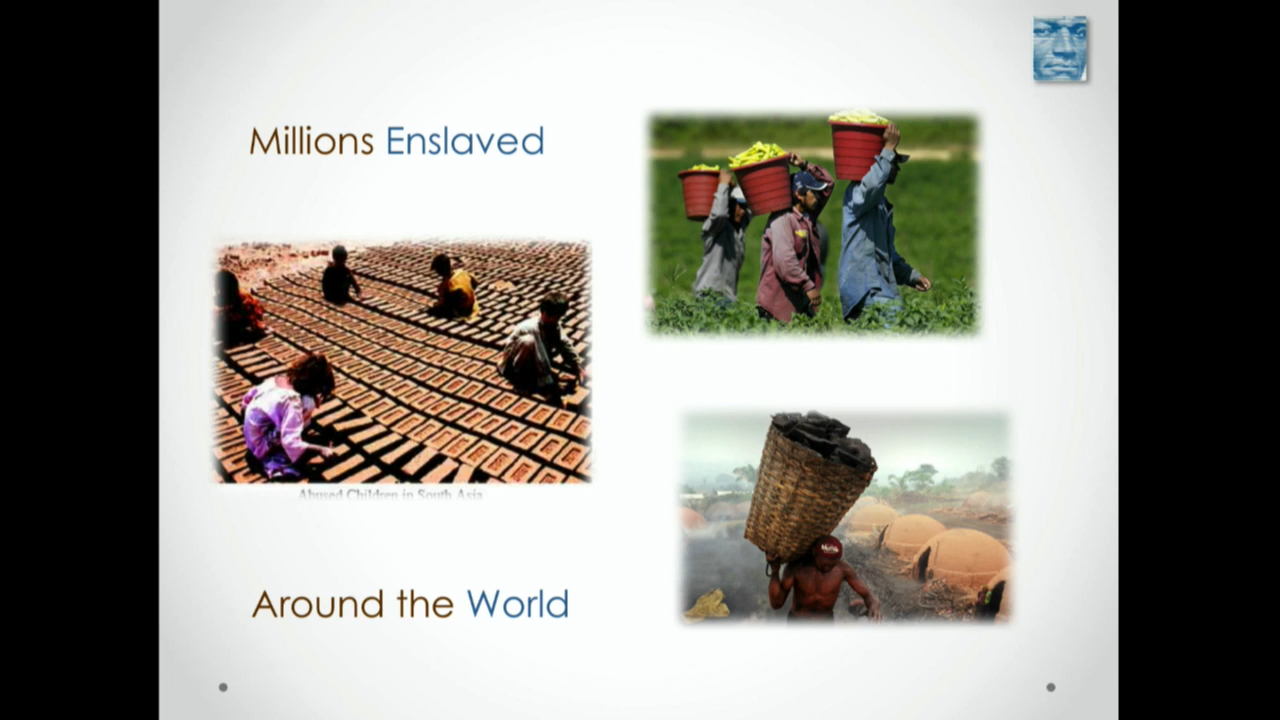 Millions Enslaved
Abused Children in South Asia
Around the World